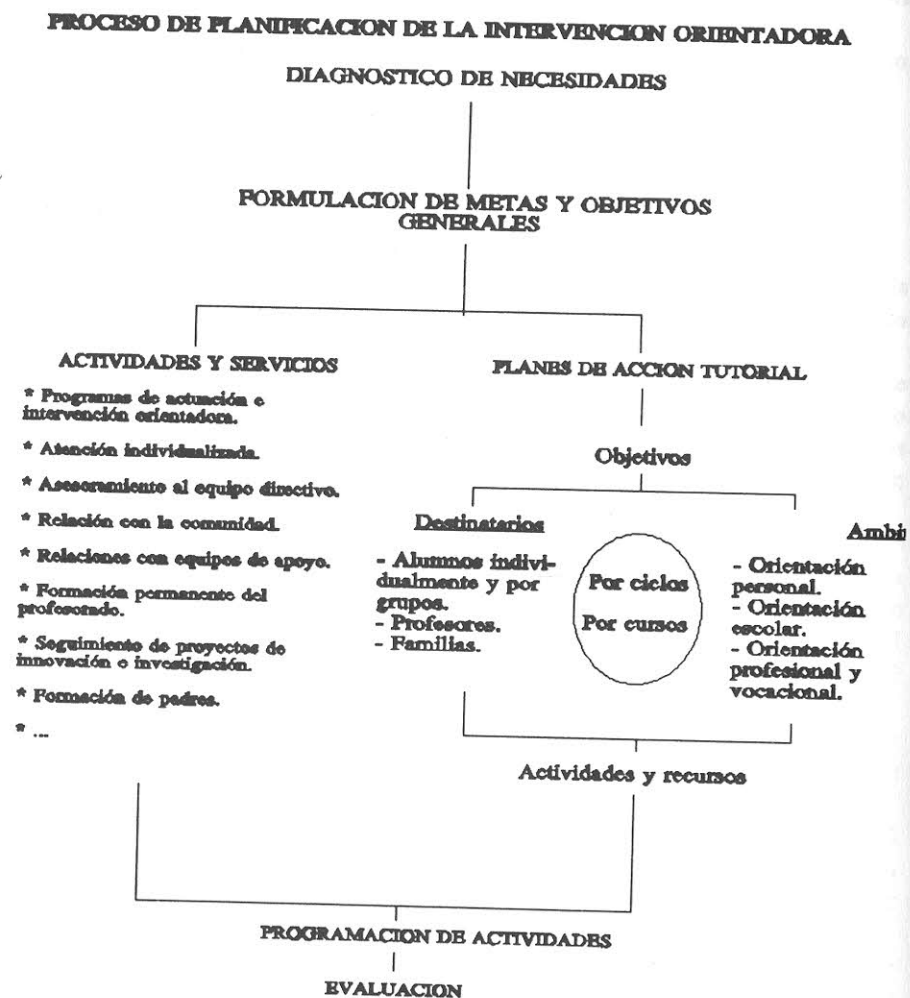 PROCESO DE PLANIFICACION DE LA INTERVENCION ORIENTADORA
DIAGNOSTICO DE NECESIDADES
FORMULACION DE METAS Y OBJETIVOS
GENERALES
ACTIVIDADES Y SERVICIOS
* Programas de actuación e
intervención orientadora.
* Atención individualizada.
* Asesoramiento al equipo directivo.
* Relación con la comunidad.
* Relaciones con equipos de apoyo.
* Formación permanente del
profesorado.
* Seguimiento de proyectos de
innovación e investigación.
* Formación de padres.
* ...
PLANES DE ACCION TUTORIAL
Objetivos
Destinatarios
- Alumnos indivi-
dualmente y por
grupos.
- Profesores.
- Familias.
Por ciclos
Por cursos
Ambi
- Orientación
personal.
- Orientación
escolar.
- Orientación
profesional y
vocacional.
Actividades y recursos
PROGRAMACION DE ACTIVIDADES
EVALUACION